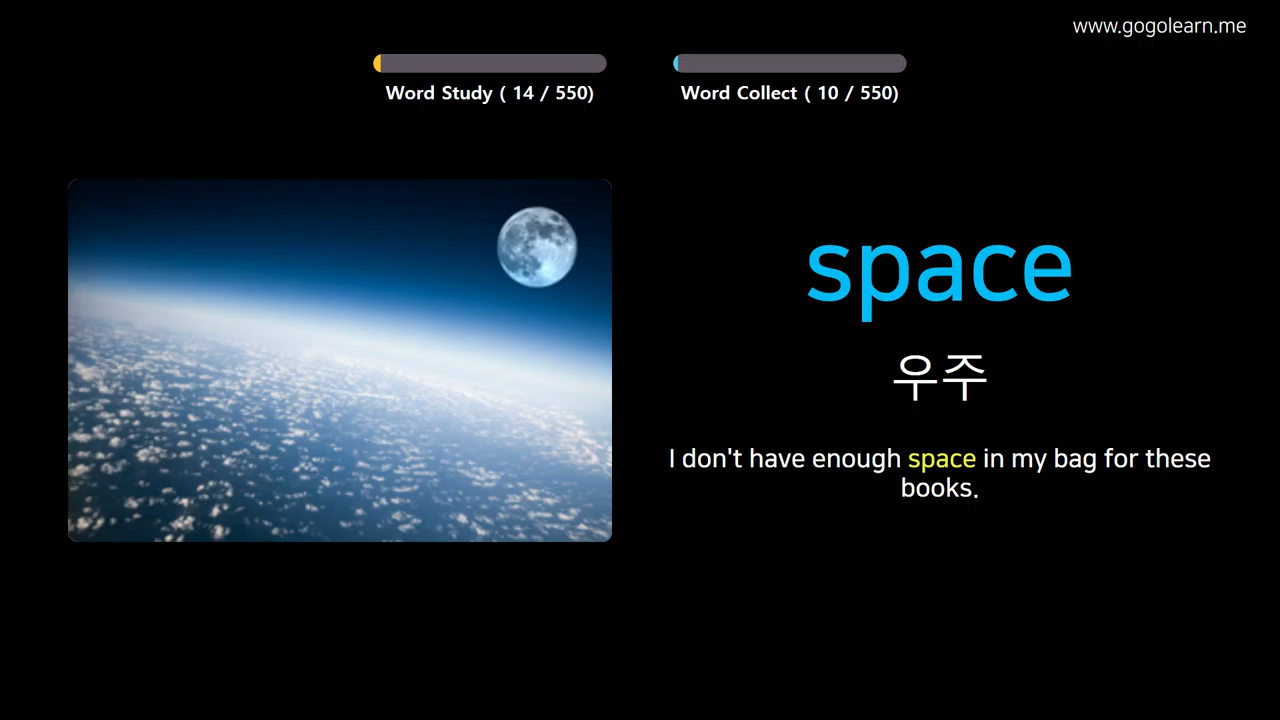 www.gogolearn.me
Word Study ( 14 / 550)
Word Collect ( 10 / 550)
space
우주
I don't have enough space in my bag for these
books.